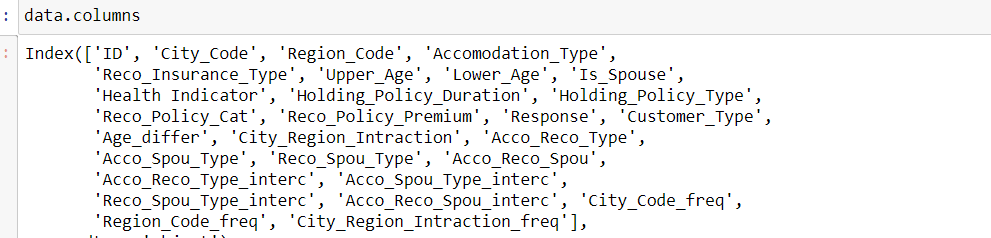 : data.columns
: Index(['ID', 'City_Code', 'Region_Code', 'Accomodation_Type',
'Reco_Insurance_Type', 'Upper_Age', 'Lower_Age', 'Is_Spouse',
'Health Indicator', 'Holding_Policy_Duration', 'Holding_Policy_Type',
'Reco_Policy_Cat', 'Reco_Policy_Premium', 'Response', 'Customer_Type',
'Age_differ', 'City_Region_Intraction', 'Acco_Reco_Type',
'Acco_Spou_Type', 'Reco_Spou_Type', 'Acco_Reco_Spou',
'Acco_Reco_Type_interc', 'Acco_Spou_Type_interc',
'Reco_Spou_Type_interc', 'Acco_Reco_Spou_interc', 'City_Code_freq',
'Region_Code_freq', 'City_Region_Intraction_freq'],